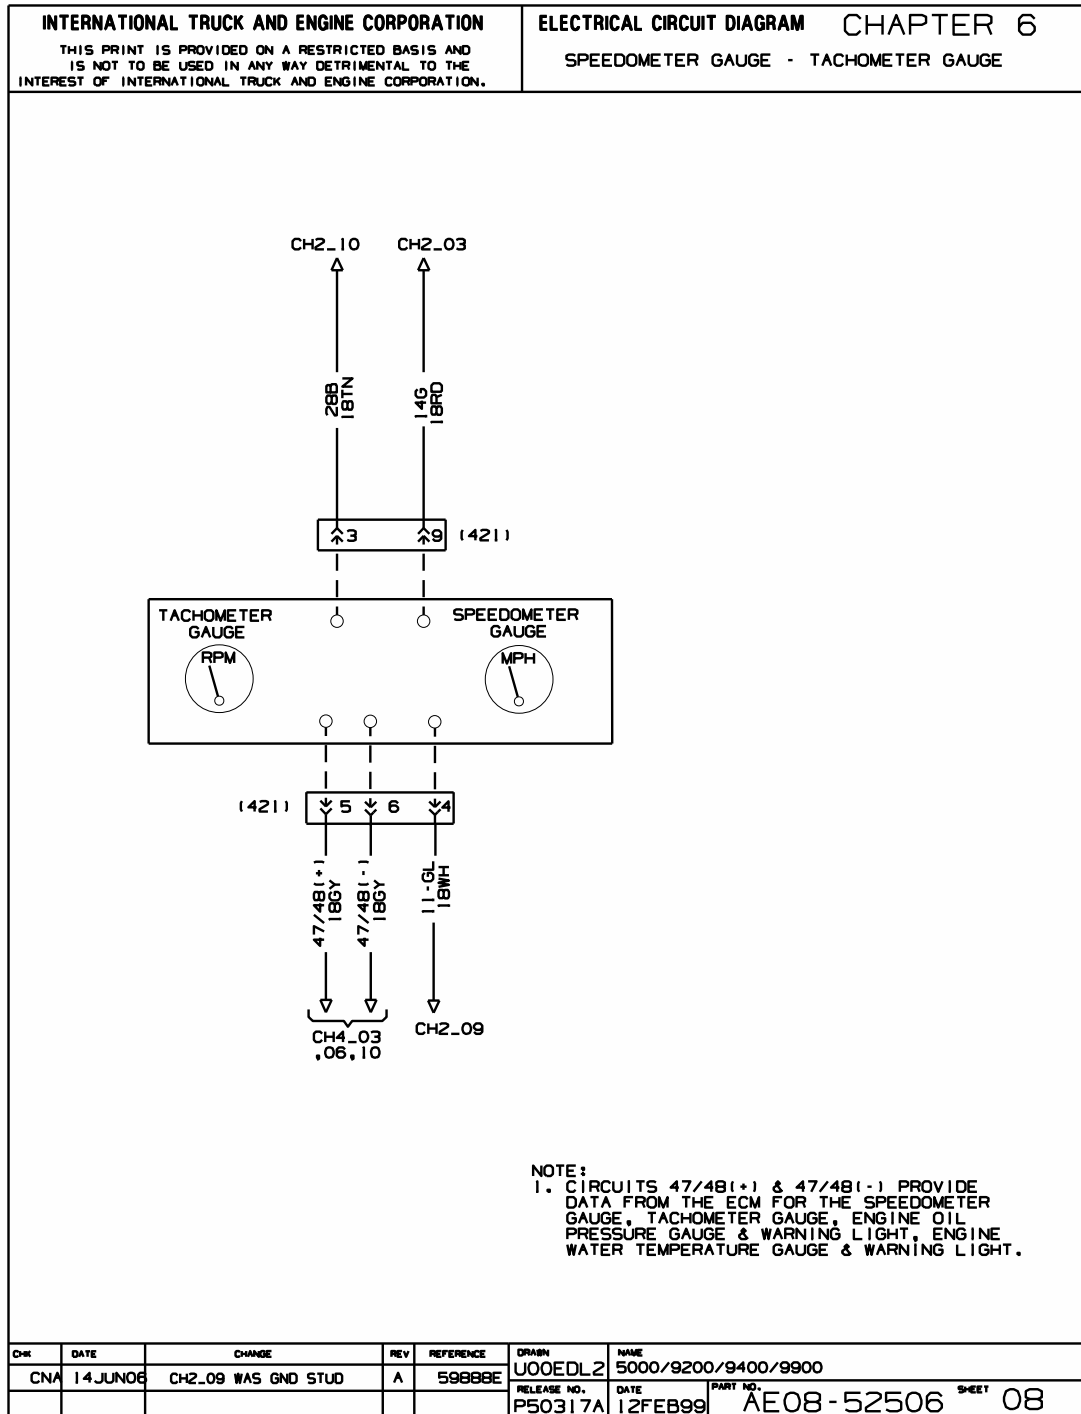 INTERNATIONAL TRUCK AND ENGINE CORPORATION
THIS PRINT IS PROVIDED ON A RESTRICTED BASIS AND
IS NOT TO BE USED IN ANY WAY DETRIMENTAL TO THE
INTEREST OF INTERNATIONAL TRUCK AND ENGINE CORPORATION.
ELECTRICAL CIRCUIT DIAGRAM CHAPTER 6
SPEEDOMETER GAUGE - TACHOMETER GAUGE
CH2_10 CH2_03
28B
18TN
14G
18RD
3 9 (421)
TACHOMETER
GAUGE
RPM
SPEEDOMETER
GAUGE
MPH
(421) 5 6 4
47/48(+)
18GY
47/48(-)
18GY
11-GL
18WH
CH4_03
,06,10
CH2_09
NOTE:
1. CIRCUITS 47/48(+) & 47/48(-) PROVIDE
DATA FROM THE ECM FOR THE SPEEDOMETER
GAUGE, TACHOMETER GAUGE, ENGINE OIL
PRESSURE GAUGE & WARNING LIGHT, ENGINE
WATER TEMPERATURE GAUGE & WARNING LIGHT.
CHK DATE CHANGE REV REFERENCE
CNA 14JUN06 CH2_09 WAS GND STUD A 59888E
DRAWN
U00EDL2
NAME
5000/9200/9400/9900
RELEASE NO.
P50317A
DATE
12FEB99
PART NO.
AE08-52506
SHEET
08